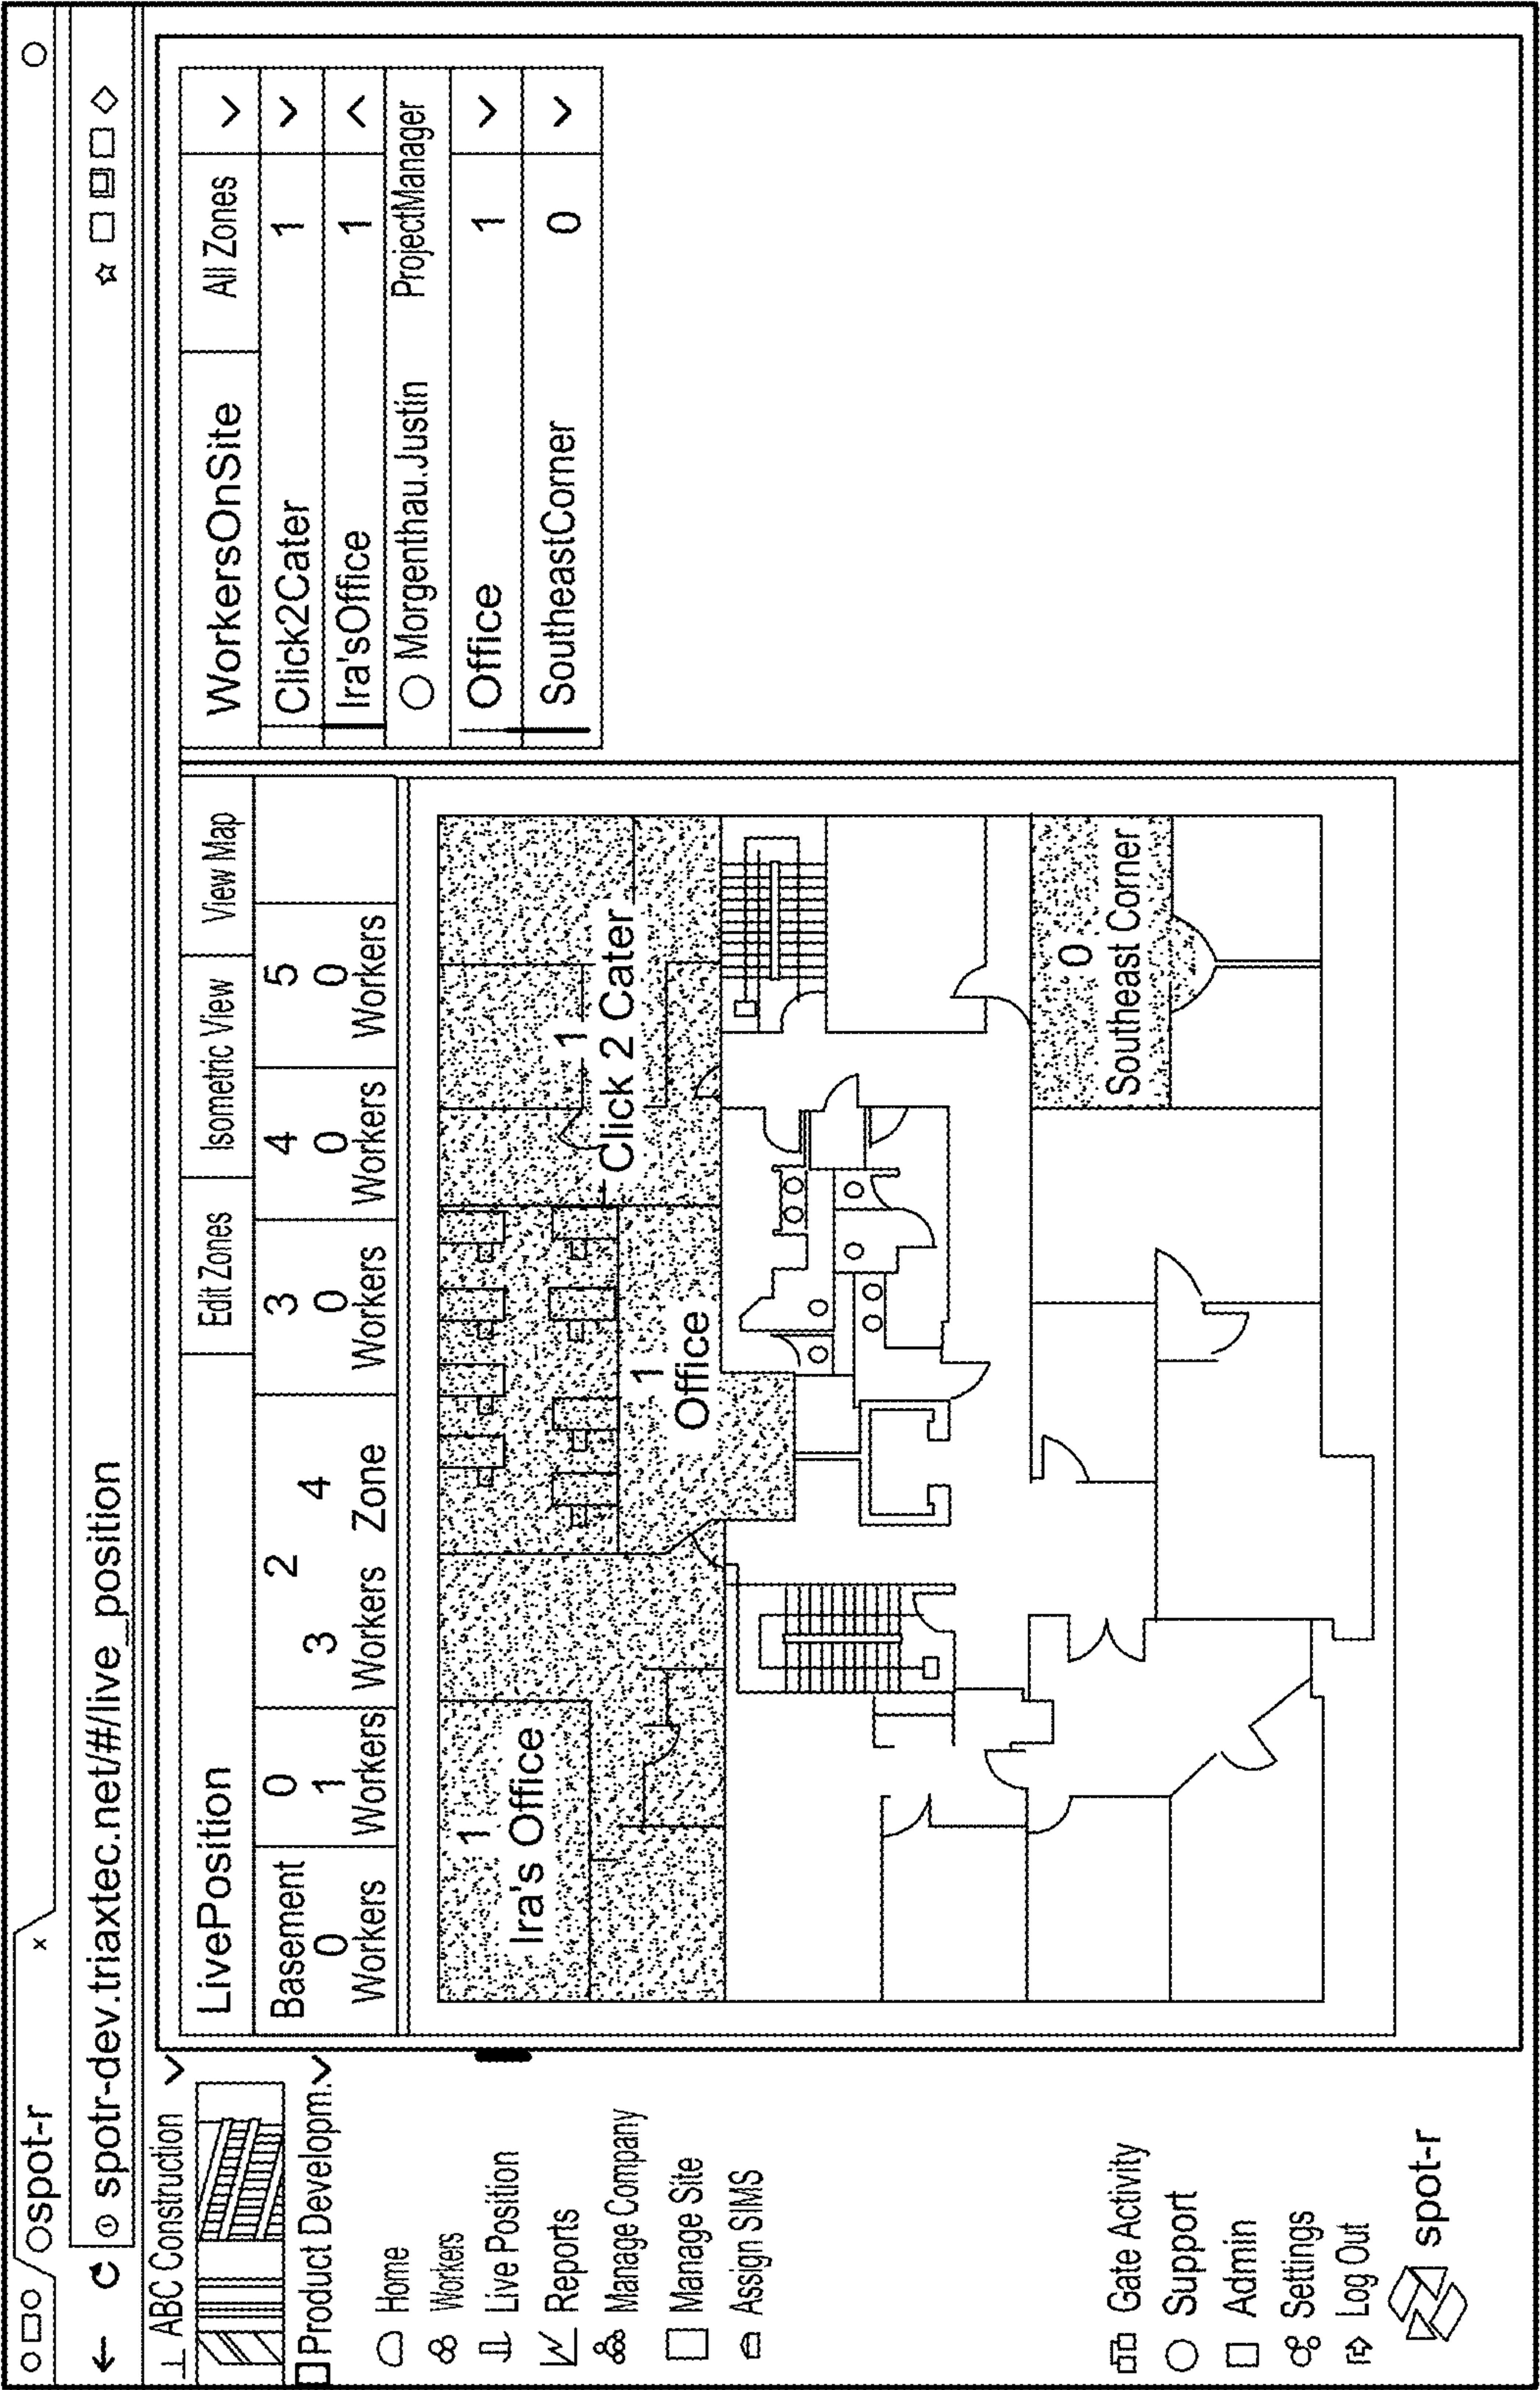 spot-r
x
spotr-dev.triaxtec.net/#/live_position
ABC Construction
Product Developm.
Home
Workers
Live Position
Reports
Manage Company
Manage Site
Assign SIMS
Gate Activity
Support
Admin
Settings
Log Out
spot-r
LivePosition
Edit Zones
Isometric View
View Map
Basement 0 2 3 4 5
0 1 3 4 0 0 0
Workers Workers Workers Zone Workers Workers Workers
1
Ira's Office
1
Office
1
Click 2 Cater
0
Southeast Corner
WorkersOnSite All Zones
Click2Cater 1
Ira'sOffice 1
Morgenthau.Justin ProjectManager
Office 1
SoutheastCorner 0